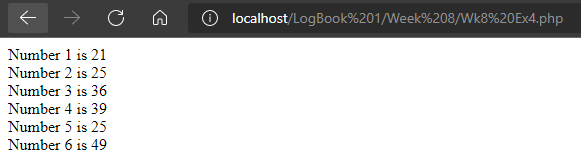 localhost/LogBook%201/Week%208/Wk8%20Ex4.php
Number 1 is 21
Number 2 is 25
Number 3 is 36
Number 4 is 39
Number 5 is 25
Number 6 is 49